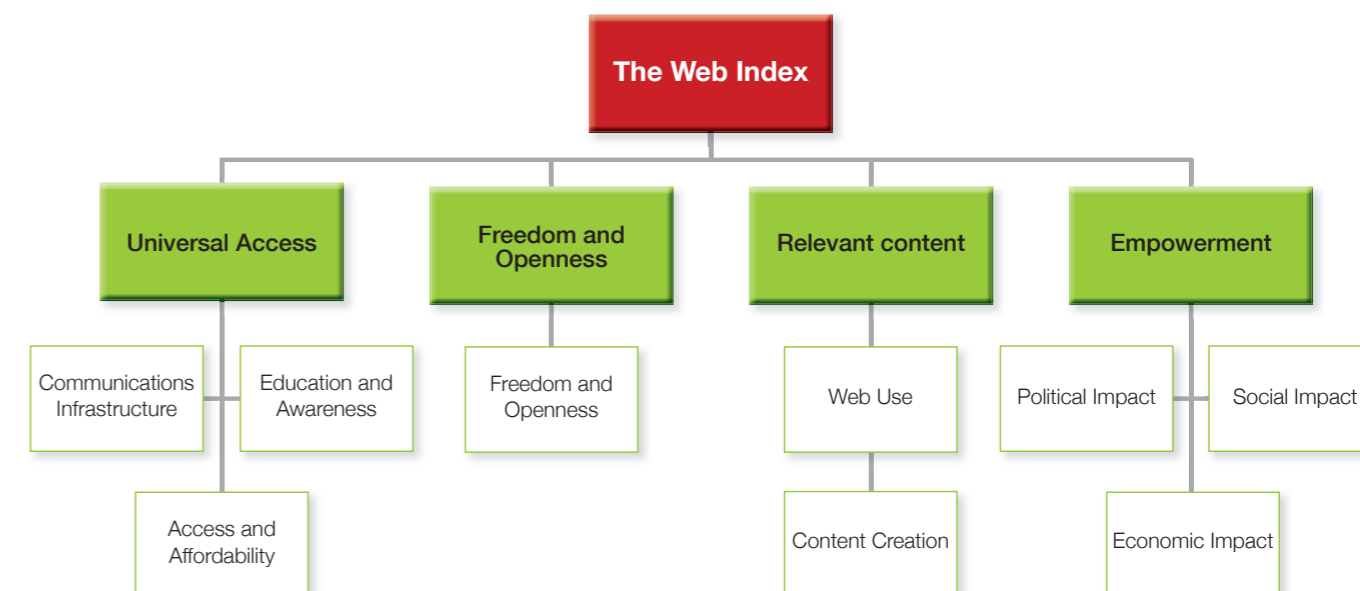 The Web Index
Universal Access
Freedom and
Openness
Relevant content
Empowerment
Communications
Infrastructure
Education and
Awareness
Freedom and
Openness
Web Use
Political Impact
Social Impact
Access and
Affordability
Content Creation
Economic Impact